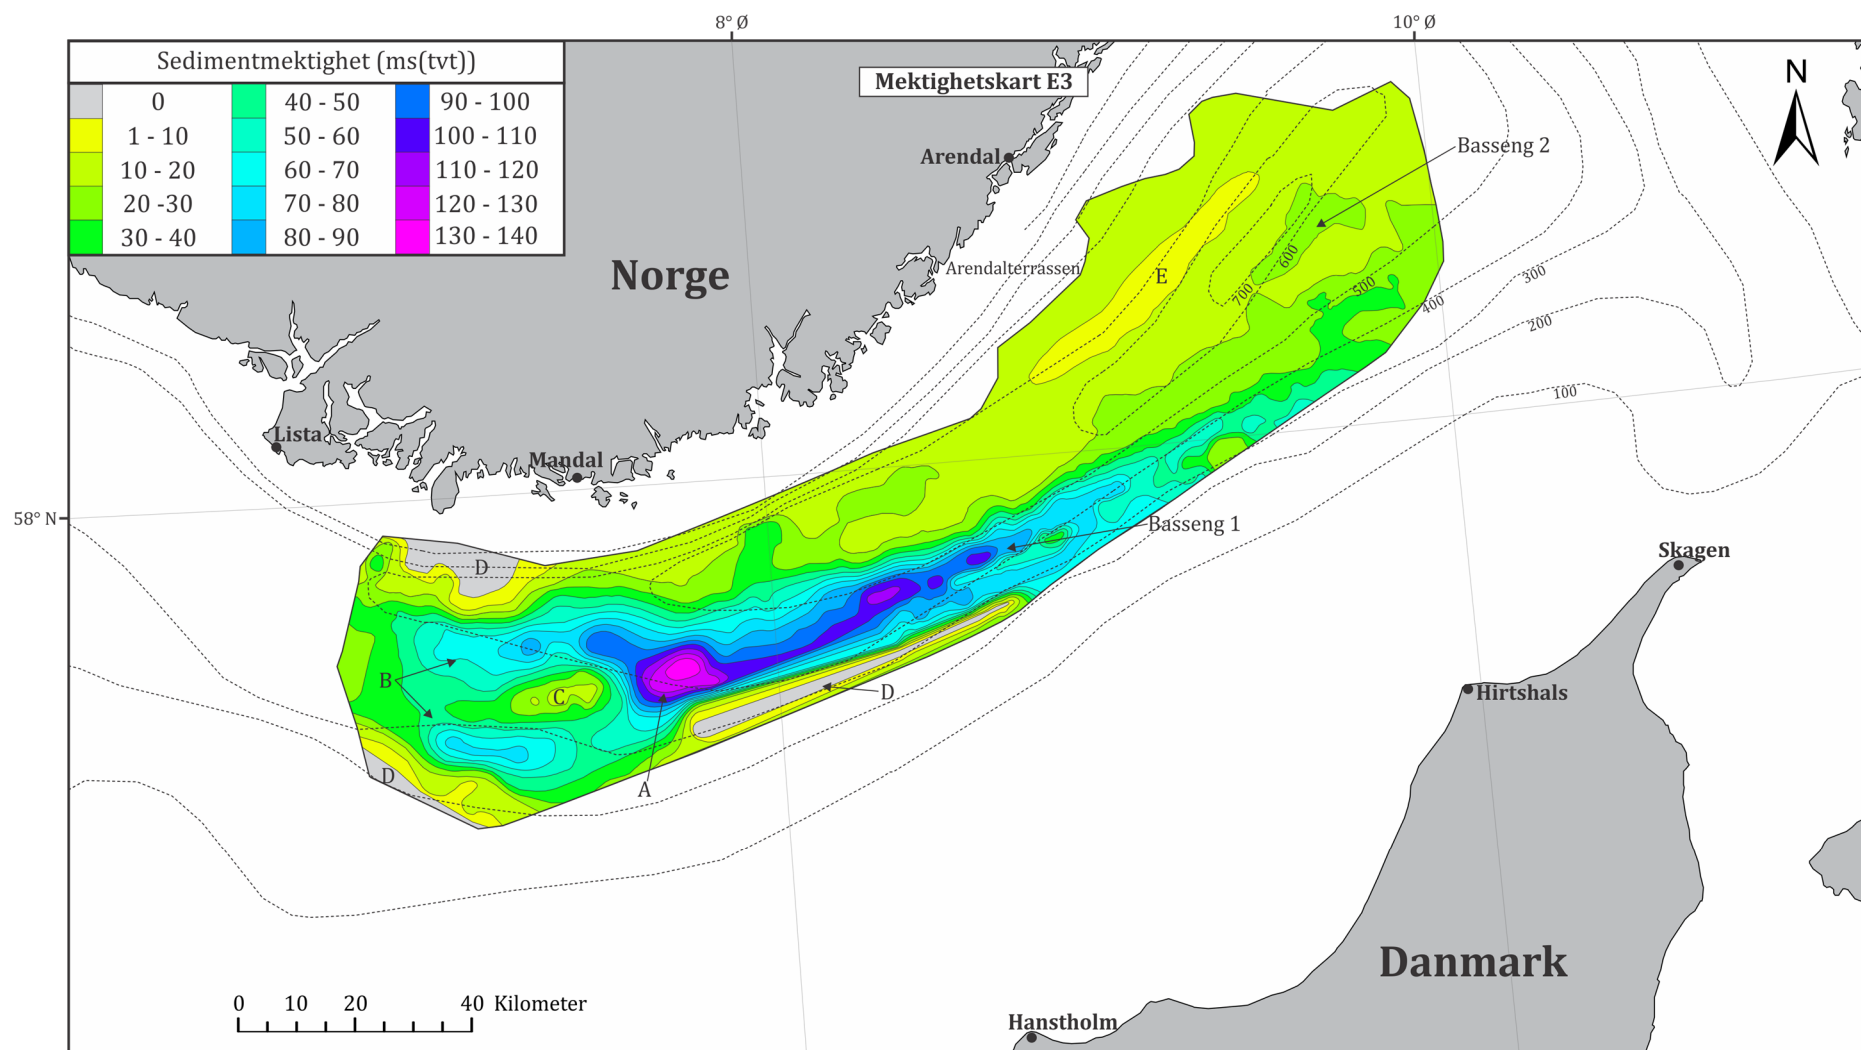 8° Ø
10° Ø
Sedimentmektighet (ms(tvt))
0
40 - 50
90 - 100
1 - 10
50 - 60
100 - 110
10 - 20
60 - 70
110 - 120
20 -30
70 - 80
120 - 130
30 - 40
80 - 90
130 - 140
Mektighetskart E3
N
Arendal
Basseng 2
Norge
Arendalterrassen
E
600
700
500
400
300
200
100
Lista
Mandal
58° N
Basseng 1
D
Skagen
B
C
D
Hirtshals
D
A
Danmark
0 10 20 40 Kilometer
Hanstholm